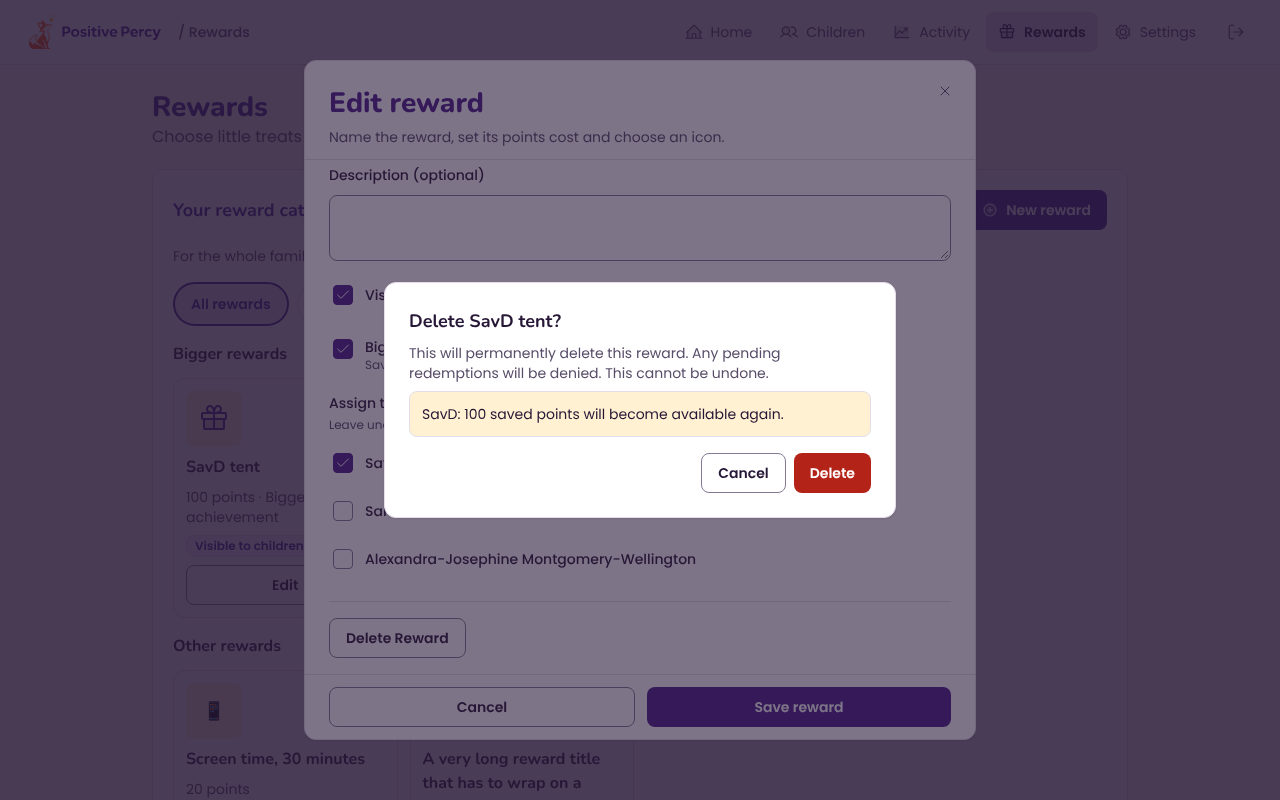 Positive Percy
/ Rewards
Home
Children
Activity
Rewards
Settings
Rewards
Choose little treats
Your reward cat
New reward
For the whole famil
All rewards
Bigger rewards
SavD tent
100 points · Bigge
achievement
Visible to children
Edit
Other rewards
Screen time, 30 minutes
20 points
A very long reward title
that has to wrap on a
Edit reward
Name the reward, set its points cost and choose an icon.
Description (optional)
Vis
Big
Sav
Assign t
Leave un
Sav
Alexandra-Josephine Montgomery-Wellington
Delete Reward
Cancel
Save reward
Delete SavD tent?
This will permanently delete this reward. Any pending
redemptions will be denied. This cannot be undone.
SavD: 100 saved points will become available again.
Cancel
Delete